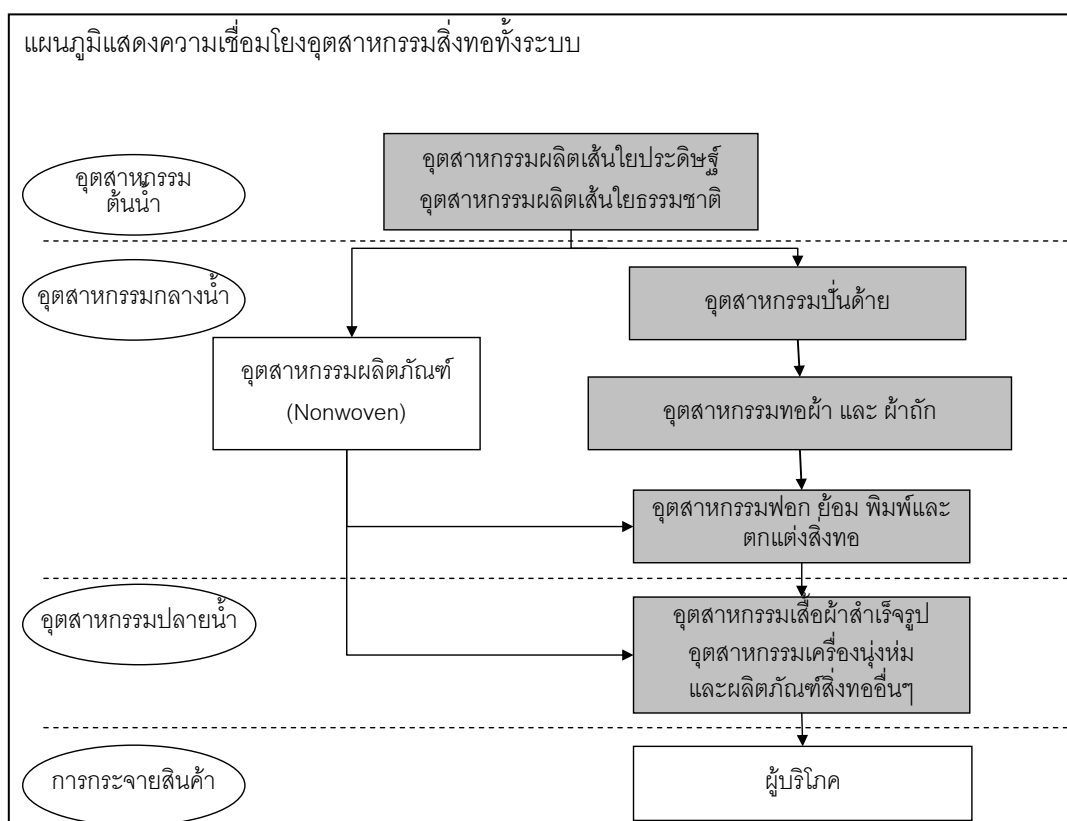 แผนภูมิแสดงความเชื่อมโยงอุตสาหกรรมสิ่งทอทั้งระบบ
อุตสาหกรรม
ต้นน้ำ
อุตสาหกรรมผลิตเส้นใยประดิษฐ์
อุตสาหกรรมผลิตเส้นใยธรรมชาติ
อุตสาหกรรมกลางน้ำ
อุตสาหกรรมปั่นด้าย
อุตสาหกรรมผลิตภัณฑ์
(Nonwoven)
อุตสาหกรรมทอผ้า และ ผ้าถัก
อุตสาหกรรมฟอก ย้อม พิมพ์และ
ตกแต่งสิ่งทอ
อุตสาหกรรมปลายน้ำ
อุตสาหกรรมเสื้อผ้าสำเร็จรูป
อุตสาหกรรมเครื่องนุ่งห่ม
และผลิตภัณฑ์สิ่งทออื่นๆ
การกระจายสินค้า
ผู้บริโภค